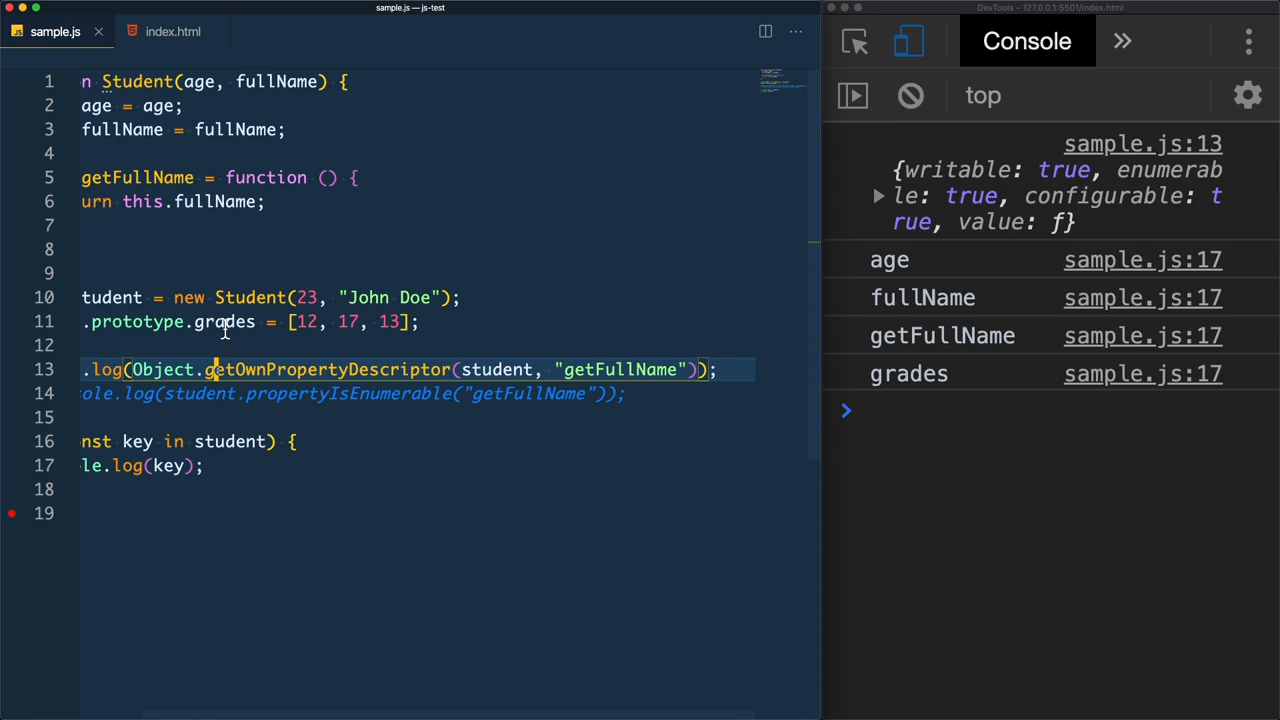 sample.js — js-test
JS sample.js × index.html ···
1 n Student(age, fullName) {
2 age = age;
3 fullName = fullName;
4
5 getFullName = function () {
6 urn this.fullName;
7
8
9
10 tudent = new Student(23, "John Doe");
11 .prototype.grades = [12, 17, 13];
12
13 .log(Object.getOwnPropertyDescriptor(student, "getFullName"));
14 ole.log(student.propertyIsEnumerable("getFullName"));
15
16 nst key in student) {
17 le.log(key);
18
19
DevTools - 127.0.0.1:5501/index.html
Console »
top
sample.js:13
{writable: true, enumerab
le: true, configurable: t
rue, value: ƒ}
age sample.js:17
fullName sample.js:17
getFullName sample.js:17
grades sample.js:17